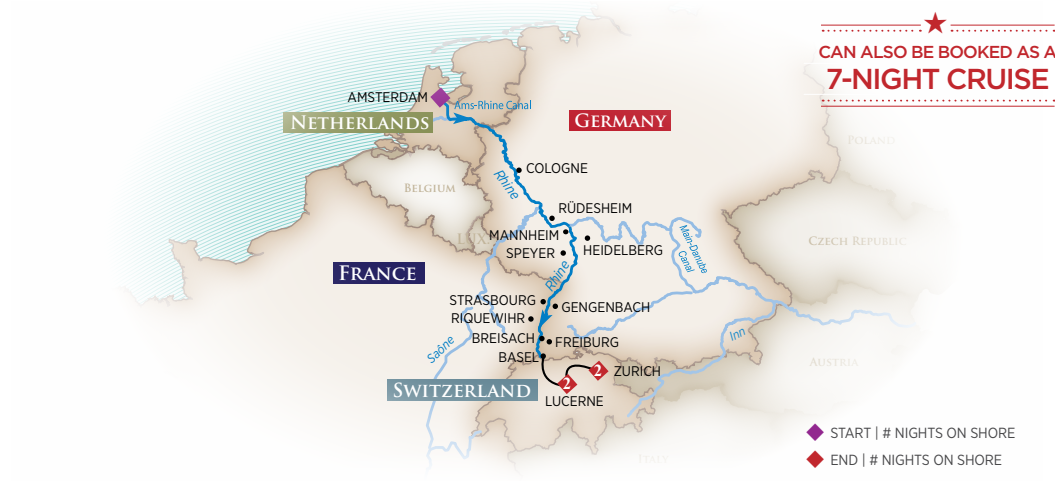 CAN ALSO BE BOOKED AS A
7-NIGHT CRUISE
AMSTERDAM
Ams-Rhine Canal
NETHERLANDS
GERMANY
POLAND
COLOGNE
BELGIUM
Rhine
RÜDESHEIM
LUX
MANNHEIM
HEIDELBERG
SPEYER
Main-Danube
Canal
CZECH REPUBLIC
FRANCE
Rhine
STRASBOURG
GENGENBACH
RIQUEWIHR
BREISACH
FREIBURG
Saône
Inn
BASEL
AUSTRIA
2
2
ZURICH
SWITZERLAND
LUCERNE
START | # NIGHTS ON SHORE
ITALY
END | # NIGHTS ON SHORE